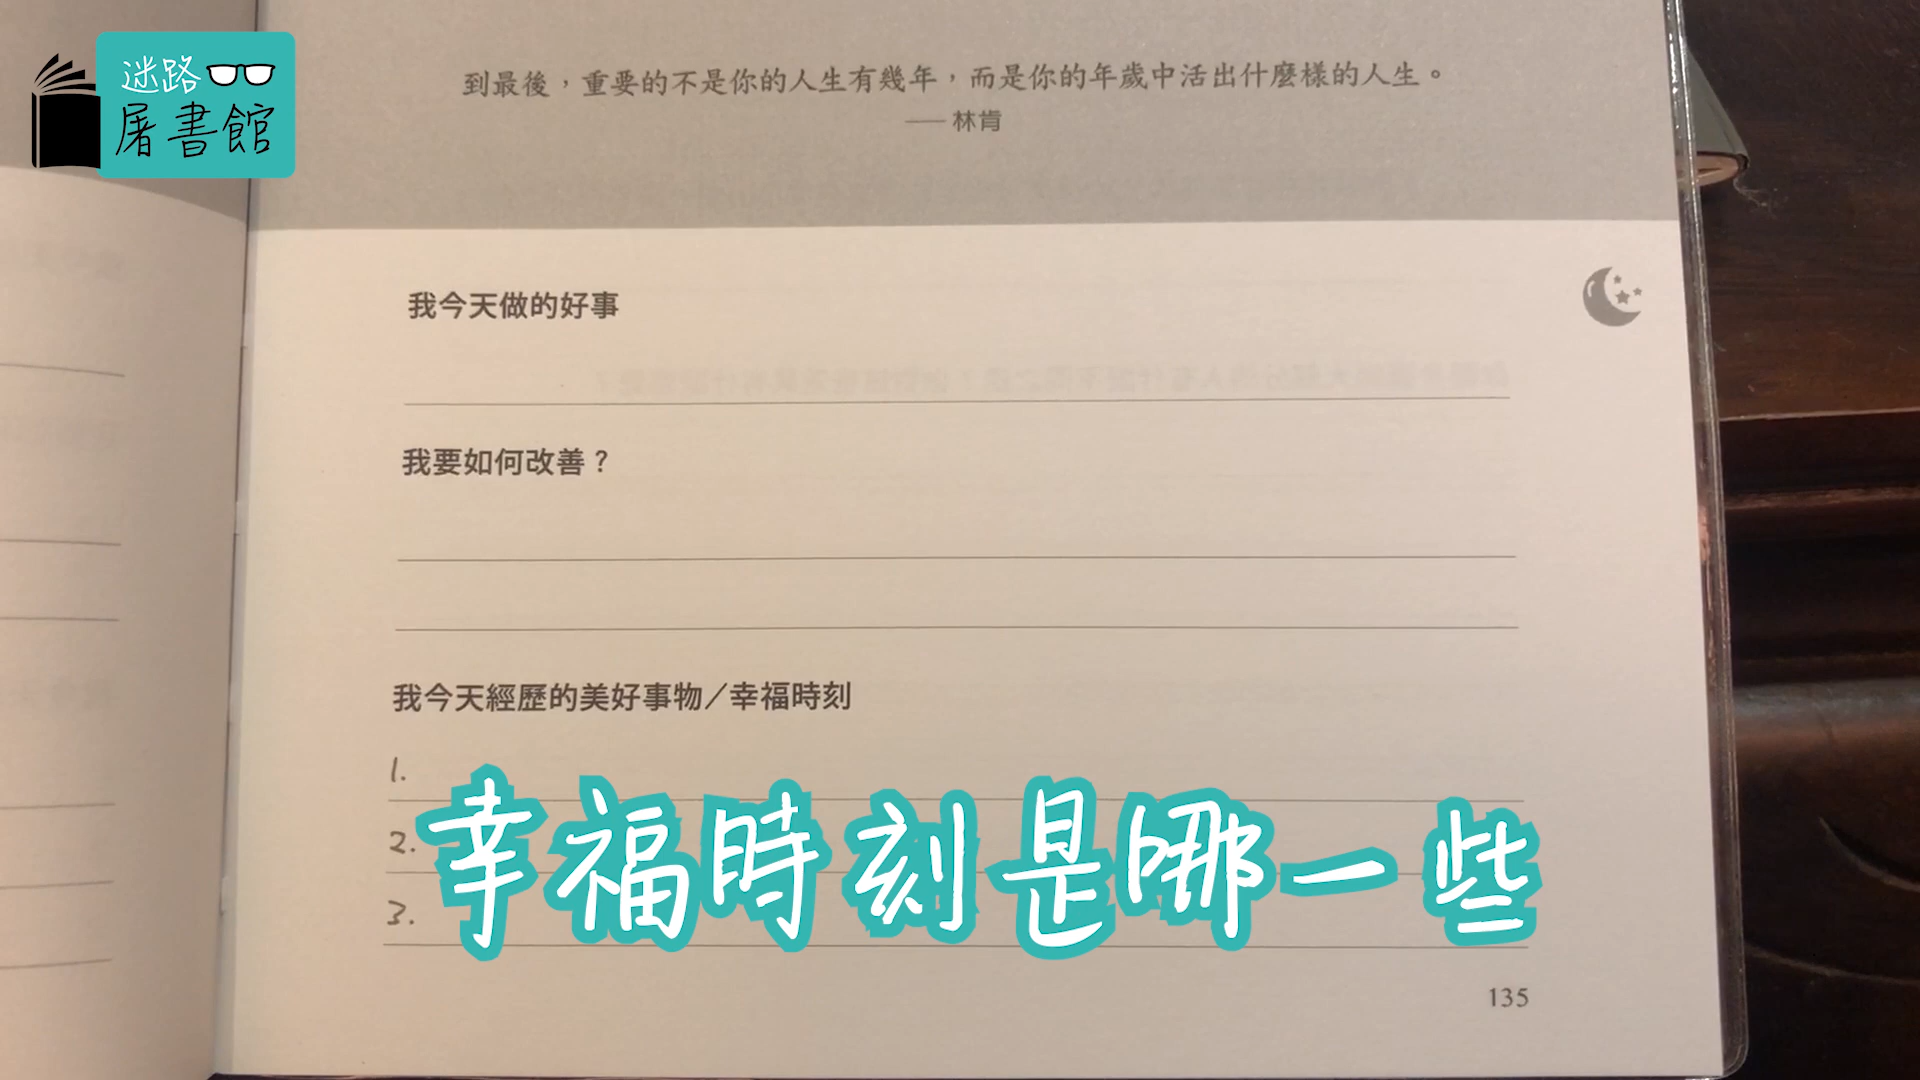 迷路
屠書館
到最後，重要的不是你的人生有幾年，而是你的年歲中活出什麼樣的人生。
——林肯
我今天做的好事
我要如何改善？
我今天經歷的美好事物／幸福時刻
1.
2.
3.
幸福時刻是哪一些
135